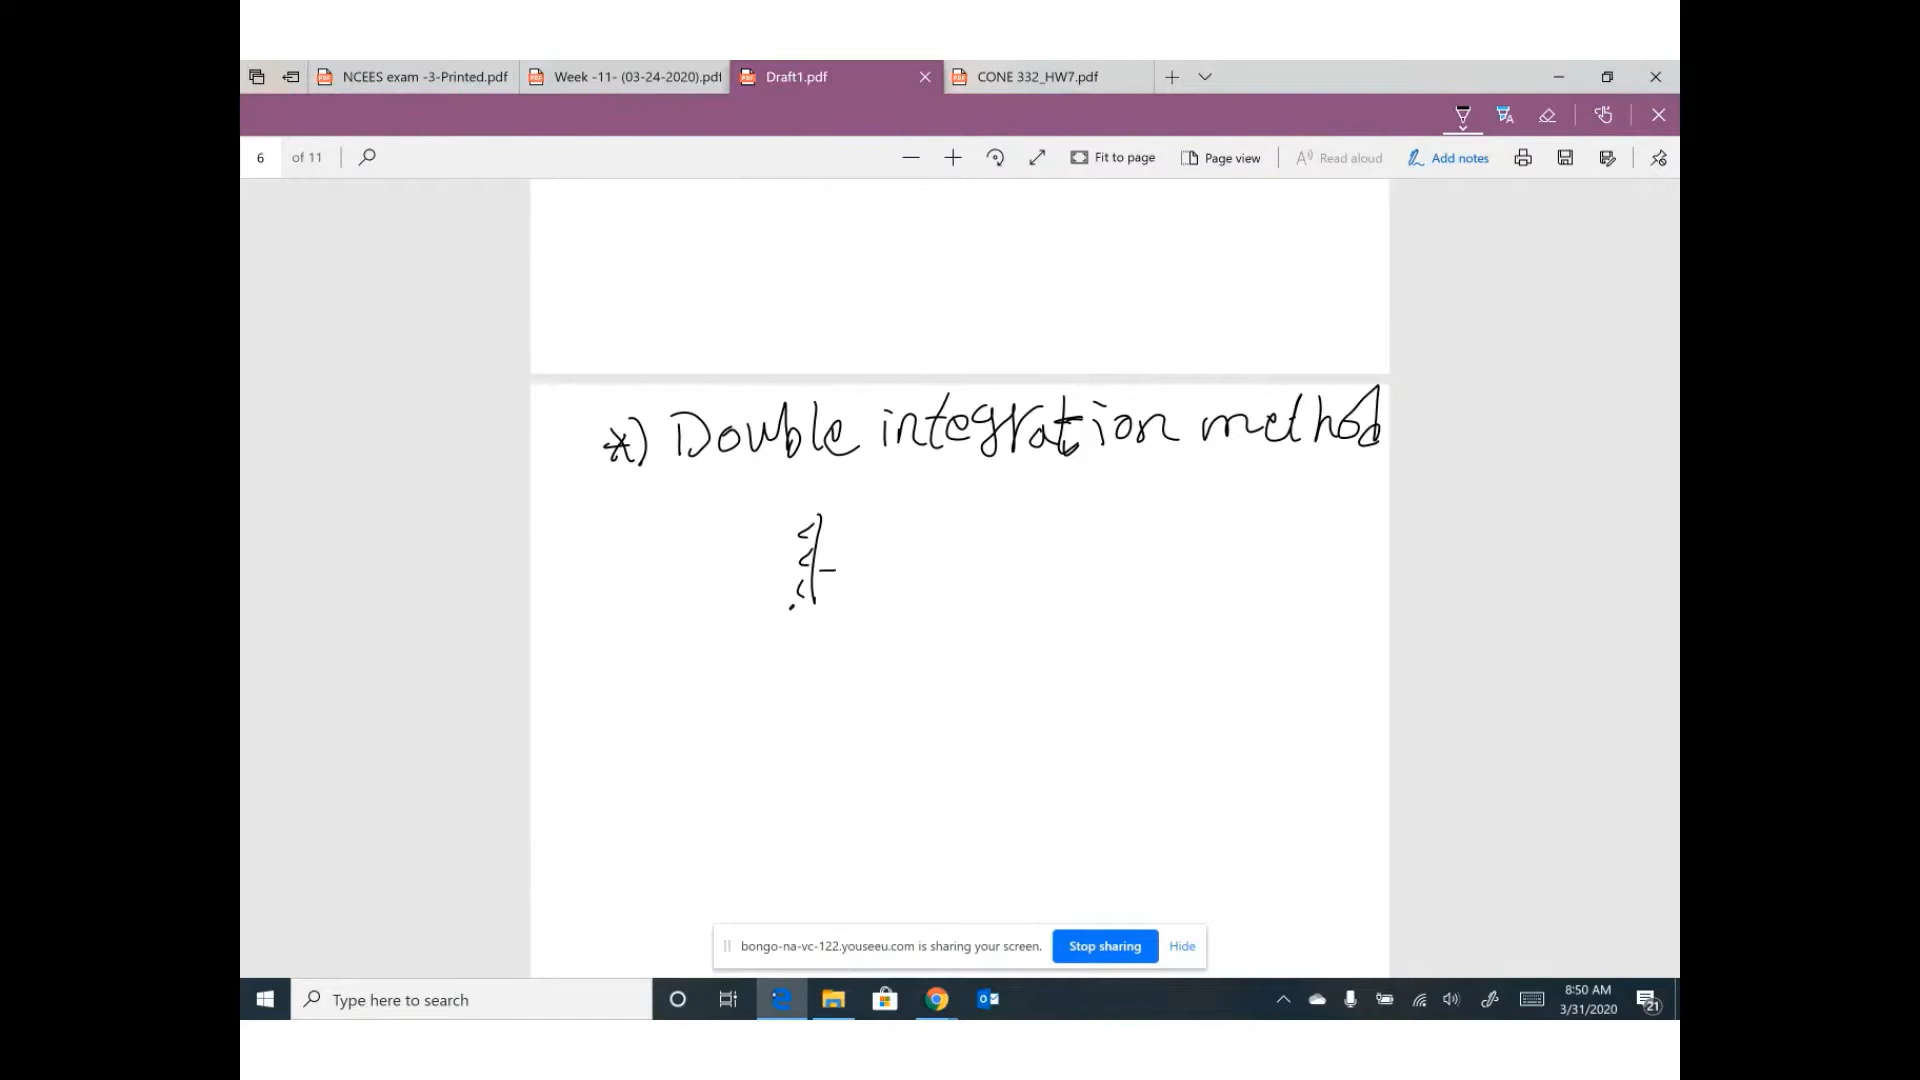 NCEES exam -3-Printed.pdf
Week -11- (03-24-2020).pdf
Draft1.pdf
CONE 332_HW7.pdf
6 of 11
Fit to page
Page view
Read aloud
Add notes
*) Double integration method
bongo-na-vc-122.youseeu.com is sharing your screen.
Stop sharing
Hide
Type here to search
8:50 AM
3/31/2020
21